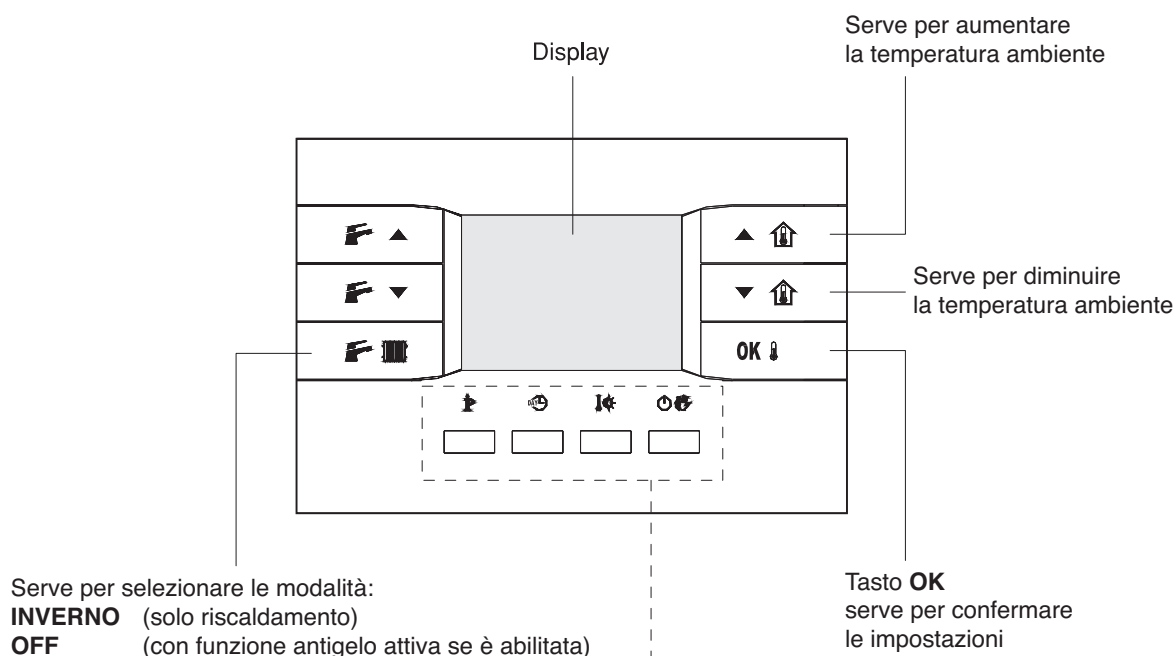 Serve per aumentare
la temperatura ambiente
Display
Serve per diminuire
la temperatura ambiente
OK
Serve per selezionare le modalità:
INVERNO (solo riscaldamento)
OFF (con funzione antigelo attiva se è abilitata)
Tasto OK
serve per confermare
le impostazioni